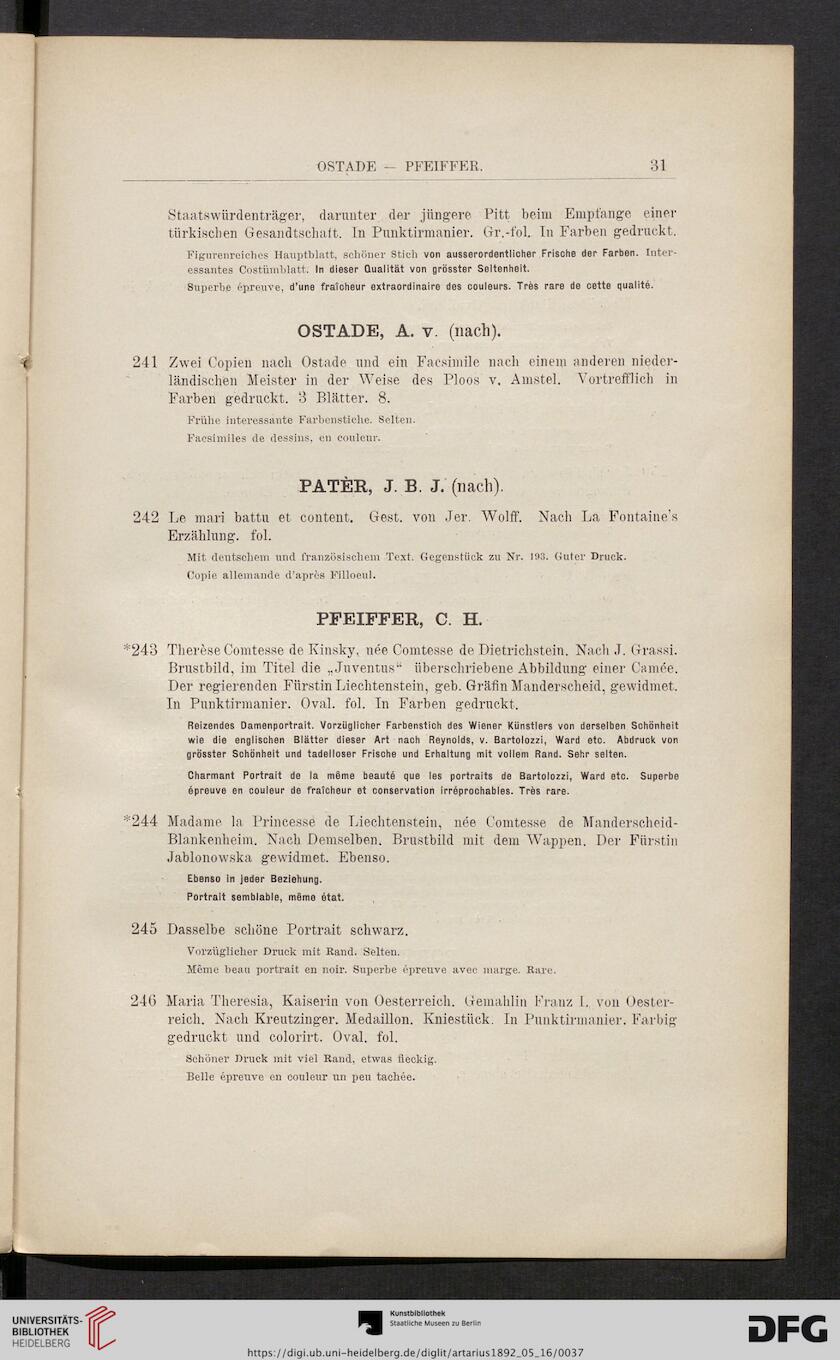 OSTADE — PFEIFFER. 31
Staatswürdenträger, darunter der jüngere Pitt beim Empfange einer
türkischen Gesandtschaft. In Punktirmanier. Gr.-fol. In Farben gedruckt.
Figurenreiches Hauptblatt, schöner Stich von ausserordentlicher Frische der Farben. Inter-
essantes Costümblatt. In dieser Qualität von grösster Seltenheit.
Superbe épreuve, d'une fraîcheur extraordinaire des couleurs. Très rare de cette qualité.
OSTADE, A. v. (nach).
241 Zwei Copien nach Ostade und ein Facsimile nach einem anderen nieder-
ländischen Meister in der Weise des Ploos v. Amstel. Vortrefflich in
Farben gedruckt. 3 Blätter. 8.
Frühe interessante Farbenstiche. Selten.
Facsimiles de dessins, en couleur.
PATÈR, J. B. J. (nach).
242 Le mari battu et content. Gest. von Jer. Wolff. Nach La Fontaine's
Erzählung. fol.
Mit deutschem und französischem Text. Gegenstück zu Nr. 193. Guter Druck.
Copie allemande d'après Filloeul.
PFEIFFER, C. H.
*243 Therèse Comtesse de Kinsky, née Comtesse de Dietrichstein. Nach J. Grassi.
Brustbild, im Titel die „Juventus“ überschriebene Abbildung einer Camée.
Der regierenden Fürstin Liechtenstein, geb. Gräfin Manderscheid, gewidmet.
In Punktirmanier. Oval. fol. In Farben gedruckt.
Reizendes Damenportrait. Vorzüglicher Farbenstich des Wiener Künstlers von derselben Schönheit
wie die englischen Blätter dieser Art nach Reynolds, v. Bartolozzi, Ward etc. Abdruck von
grösster Schönheit und tadelloser Frische und Erhaltung mit vollem Rand. Sehr selten.
Charmant Portrait de la même beauté que les portraits de Bartolozzi, Ward etc. Superbe
épreuve en couleur de fraîcheur et conservation irréprochables. Très rare.
*244 Madame la Princesse de Liechtenstein, née Comtesse de Manderscheid-
Blankenheim. Nach Demselben. Brustbild mit dem Wappen. Der Fürstin
Jablonowska gewidmet. Ebenso.
Ebenso in jeder Beziehung.
Portrait semblable, même état.
245 Dasselbe schöne Portrait schwarz.
Vorzüglicher Druck mit Rand. Selten.
Même beau portrait en noir. Superbe épreuve avec marge. Rare.
246 Maria Theresia, Kaiserin von Oesterreich. Gemahlin Franz I. von Oester-
reich. Nach Kreutzinger. Medaillon. Kniestück. In Punktirmanier. Farbig
gedruckt und colorirt. Oval. fol.
Schöner Druck mit viel Rand, etwas fleckig.
Belle épreuve en couleur un peu tachée.
UNIVERSITÄTS-
BIBLIOTHEK
HEIDELBERG
Kunstbibliothek
Staatliche Museen zu Berlin
DFG
https://digi.ub.uni-heidelberg.de/diglit/artarius1892_05_16/0037